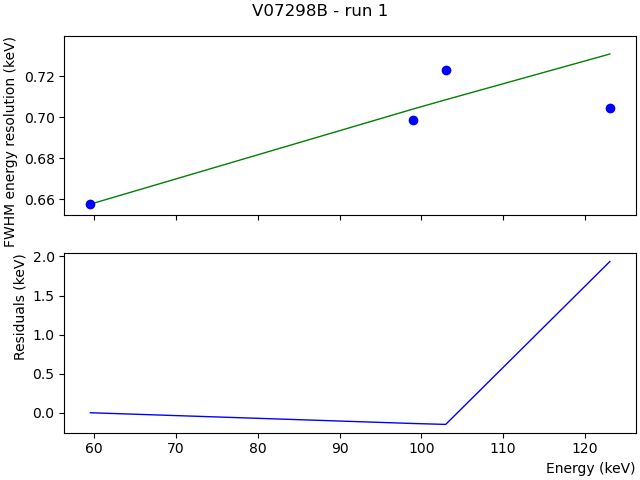 V07298B - run 1
FWHM energy resolution (keV)
0.72
0.70
0.68
0.66
Residuals (keV)
2.0
1.5
1.0
0.5
0.0
60 70 80 90 100 110 120
Energy (keV)